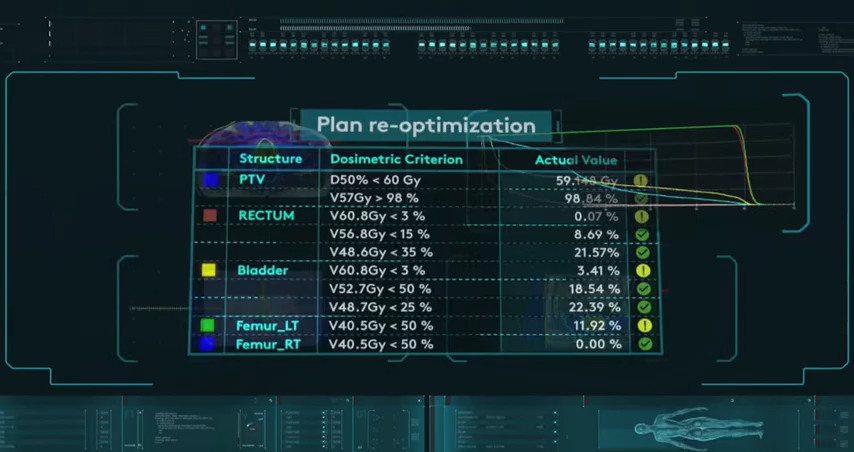 Plan re-optimization
Structure Dosimetric Criterion Actual Value
PTV D50% < 60 Gy 59.148 Gy
V57Gy > 98 % 98.84 %
RECTUM V60.8Gy < 3 % 0.07 %
V56.8Gy < 15 % 8.69 %
V48.6Gy < 35 % 21.57%
Bladder V60.8Gy < 3 % 3.41 %
V52.7Gy < 50 % 18.54 %
V48.7Gy < 25 % 22.39 %
Femur_LT V40.5Gy < 50 % 11.92 %
Femur_RT V40.5Gy < 50 % 0.00 %